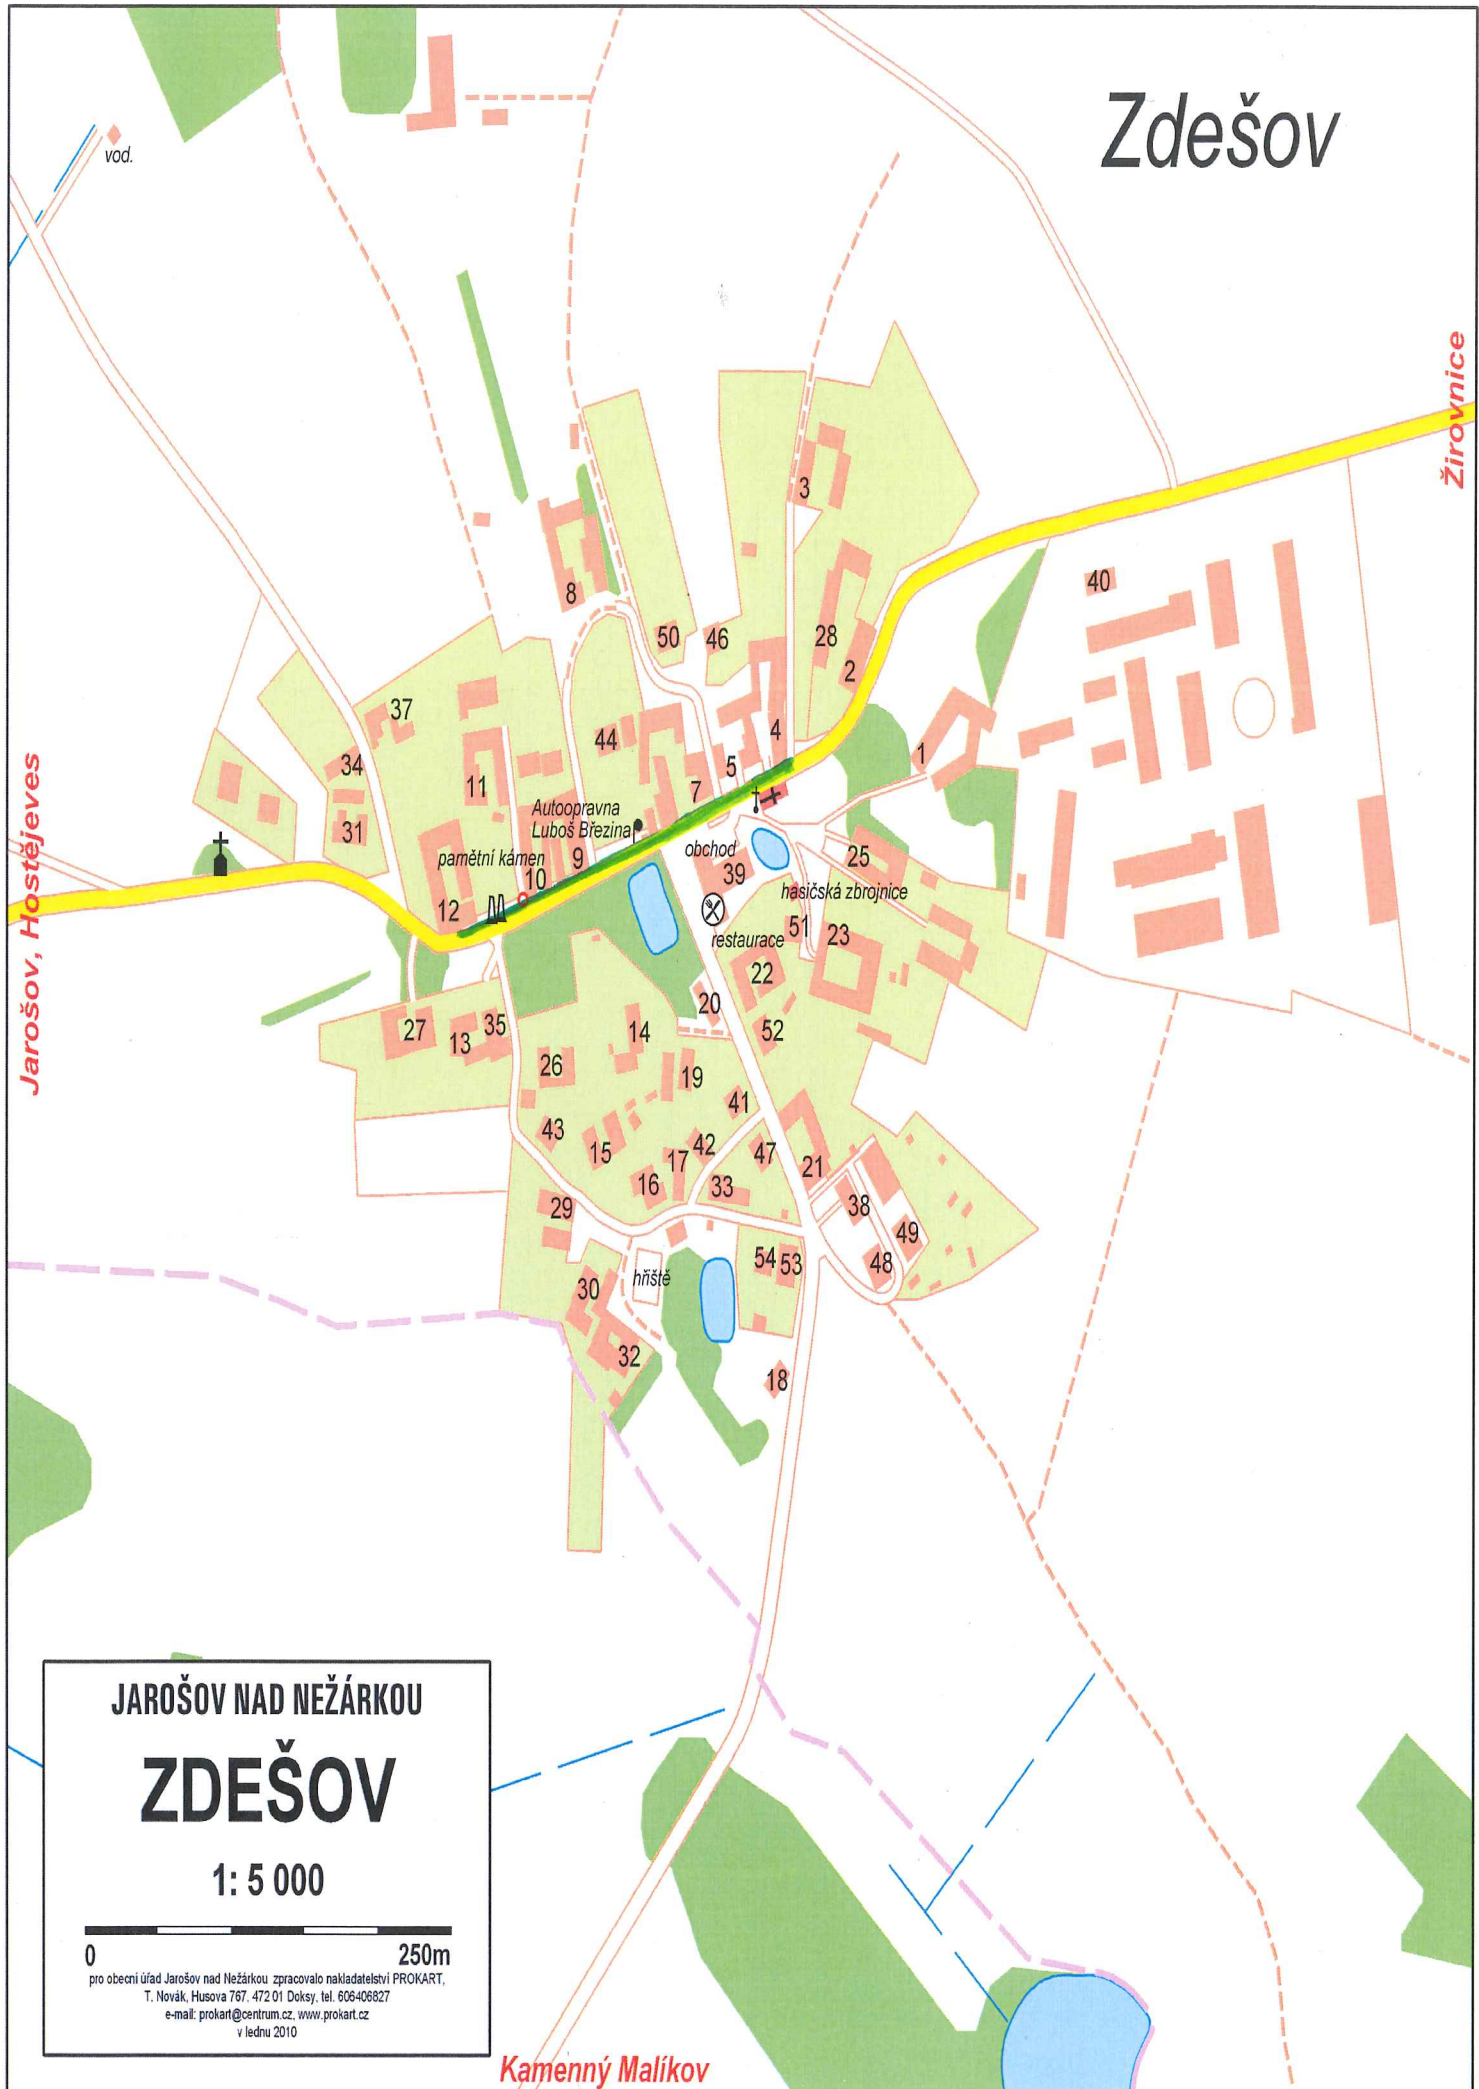 Zdešov
vod.
Žirovnice
3
40
8
50
46
28
2
37
44
4
1
34
5
11
7
31
Autoopravna
Luboš Březina
pamětní kámen
9
10
obchod
39
25
hasičská zbrojnice
12
51
23
restaurace
22
Jarošov, Hostějeves
20
27
13
35
14
52
26
19
41
43
15
42
47
17
21
16
33
29
38
49
54
53
48
hřiště
30
32
18
JAROŠOV NAD NEŽÁRKOU
ZDEŠOV
1: 5 000
0 250m
pro obecní úřad Jarošov nad Nežárkou zpracovalo nakladatelství PROKART,
T. Novák, Husova 767, 472 01 Doksy, tel. 606406827
e-mail: prokart@centrum.cz, www.prokart.cz
v lednu 2010
Kamenný Malíkov